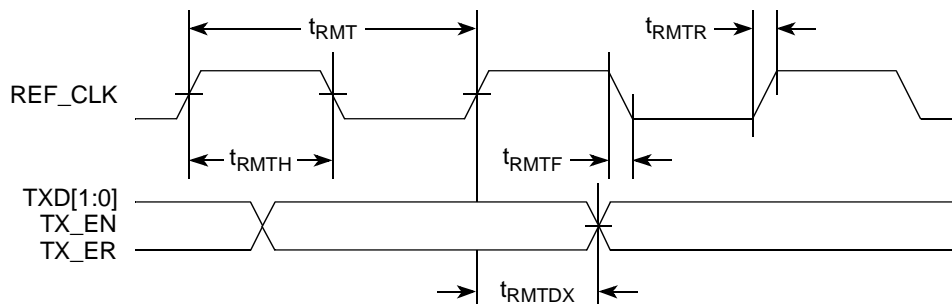 tRMT
tRMTR
REF_CLK
tRMTH
tRMTF
TXD[1:0]
TX_EN
TX_ER
tRMTDX